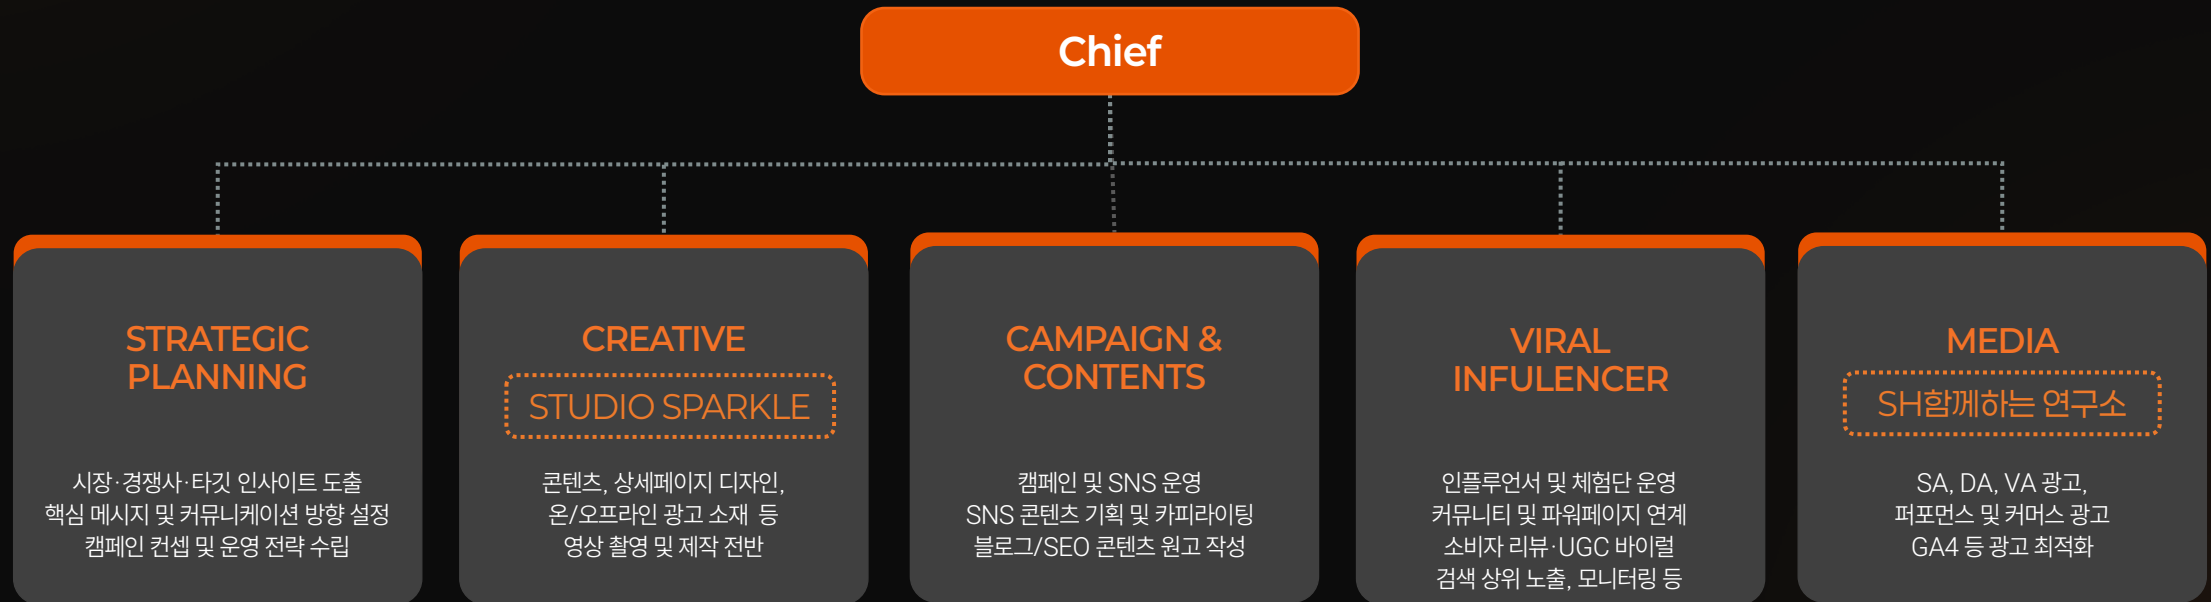 Chief
STRATEGIC
PLANNING
시장·경쟁사·타깃 인사이트 도출
핵심 메시지 및 커뮤니케이션 방향 설정
캠페인 컨셉 및 운영 전략 수립
CREATIVE
STUDIO SPARKLE
콘텐츠, 상세페이지 디자인,
온/오프라인 광고 소재 등
영상 촬영 및 제작 전반
CAMPAIGN &
CONTENTS
캠페인 및 SNS 운영
SNS 콘텐츠 기획 및 카피라이팅
블로그/SEO 콘텐츠 원고 작성
VIRAL
INFULENCER
인플루언서 및 체험단 운영
커뮤니티 및 파워페이지 연계
소비자 리뷰·UGC 바이럴
검색 상위 노출, 모니터링 등
MEDIA
SH함께하는 연구소
SA, DA, VA 광고,
퍼포먼스 및 커머스 광고
GA4 등 광고 최적화